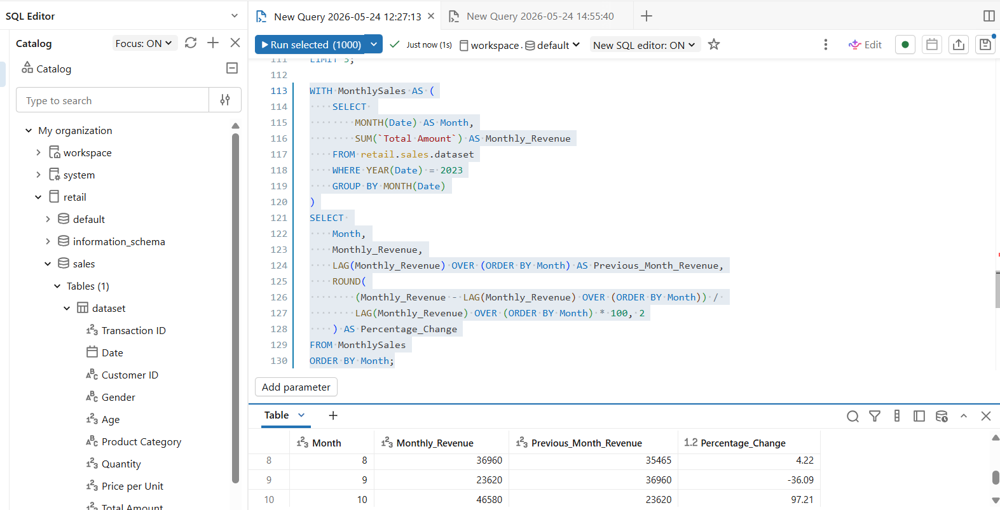 SQL Editor
New Query 2026-05-24 12:27:13
New Query 2026-05-24 14:55:40
Catalog
Focus: ON
Run selected (1000)
Just now (1s)
workspace . default
New SQL editor: ON
Edit
Catalog
Type to search
My organization
workspace
system
retail
default
information_schema
sales
Tables (1)
dataset
Transaction ID
Date
Customer ID
Gender
Age
Product Category
Quantity
Price per Unit
Total Amount
111 LIMIT 5;
112
113 WITH MonthlySales AS (
114 SELECT
115 MONTH(Date) AS Month,
116 SUM(`Total Amount`) AS Monthly_Revenue
117 FROM retail.sales.dataset
118 WHERE YEAR(Date) = 2023
119 GROUP BY MONTH(Date)
120 )
121 SELECT
122 Month,
123 Monthly_Revenue,
124 LAG(Monthly_Revenue) OVER (ORDER BY Month) AS Previous_Month_Revenue,
125 ROUND(
126 (Monthly_Revenue - LAG(Monthly_Revenue) OVER (ORDER BY Month)) /
127 LAG(Monthly_Revenue) OVER (ORDER BY Month) * 100, 2
128 ) AS Percentage_Change
129 FROM MonthlySales
130 ORDER BY Month;
Add parameter
Table
Month Monthly_Revenue Previous_Month_Revenue 1.2 Percentage_Change
8 8 36960 35465 4.22
9 9 23620 36960 -36.09
10 10 46580 23620 97.21